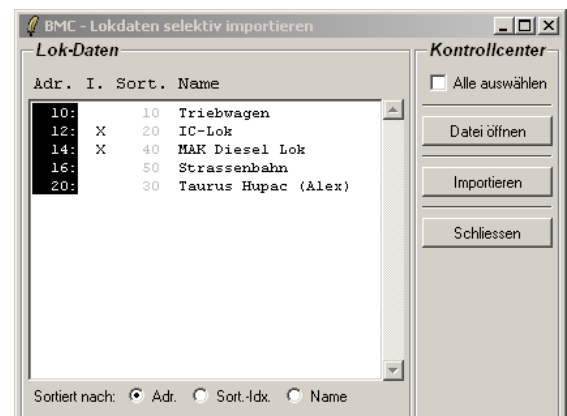 BMC - Lokdaten selektiv importieren
Lok-Daten
Adr. I. Sort. Name
10: 10 Triebwagen
12: X 20 IC-Lok
14: X 40 MAK Diesel Lok
16: 50 Strassenbahn
20: 30 Taurus Hupac (Alex)
Sortiert nach: Adr. Sort.-Idx. Name
Kontrollcenter
Alle auswählen
Datei öffnen
Importieren
Schliessen